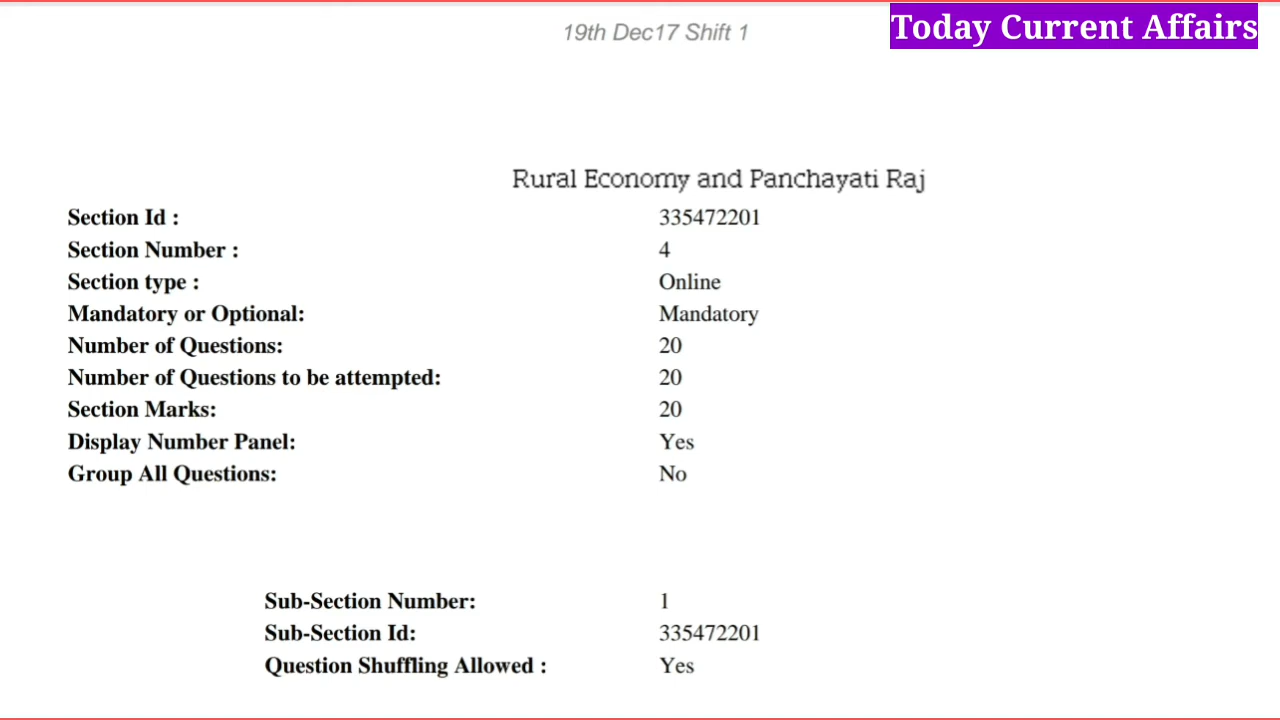 19th Dec17 Shift 1
Today Current Affairs
Rural Economy and Panchayati Raj
Section Id : 335472201
Section Number : 4
Section type : Online
Mandatory or Optional: Mandatory
Number of Questions: 20
Number of Questions to be attempted: 20
Section Marks: 20
Display Number Panel: Yes
Group All Questions: No
Sub-Section Number: 1
Sub-Section Id: 335472201
Question Shuffling Allowed : Yes